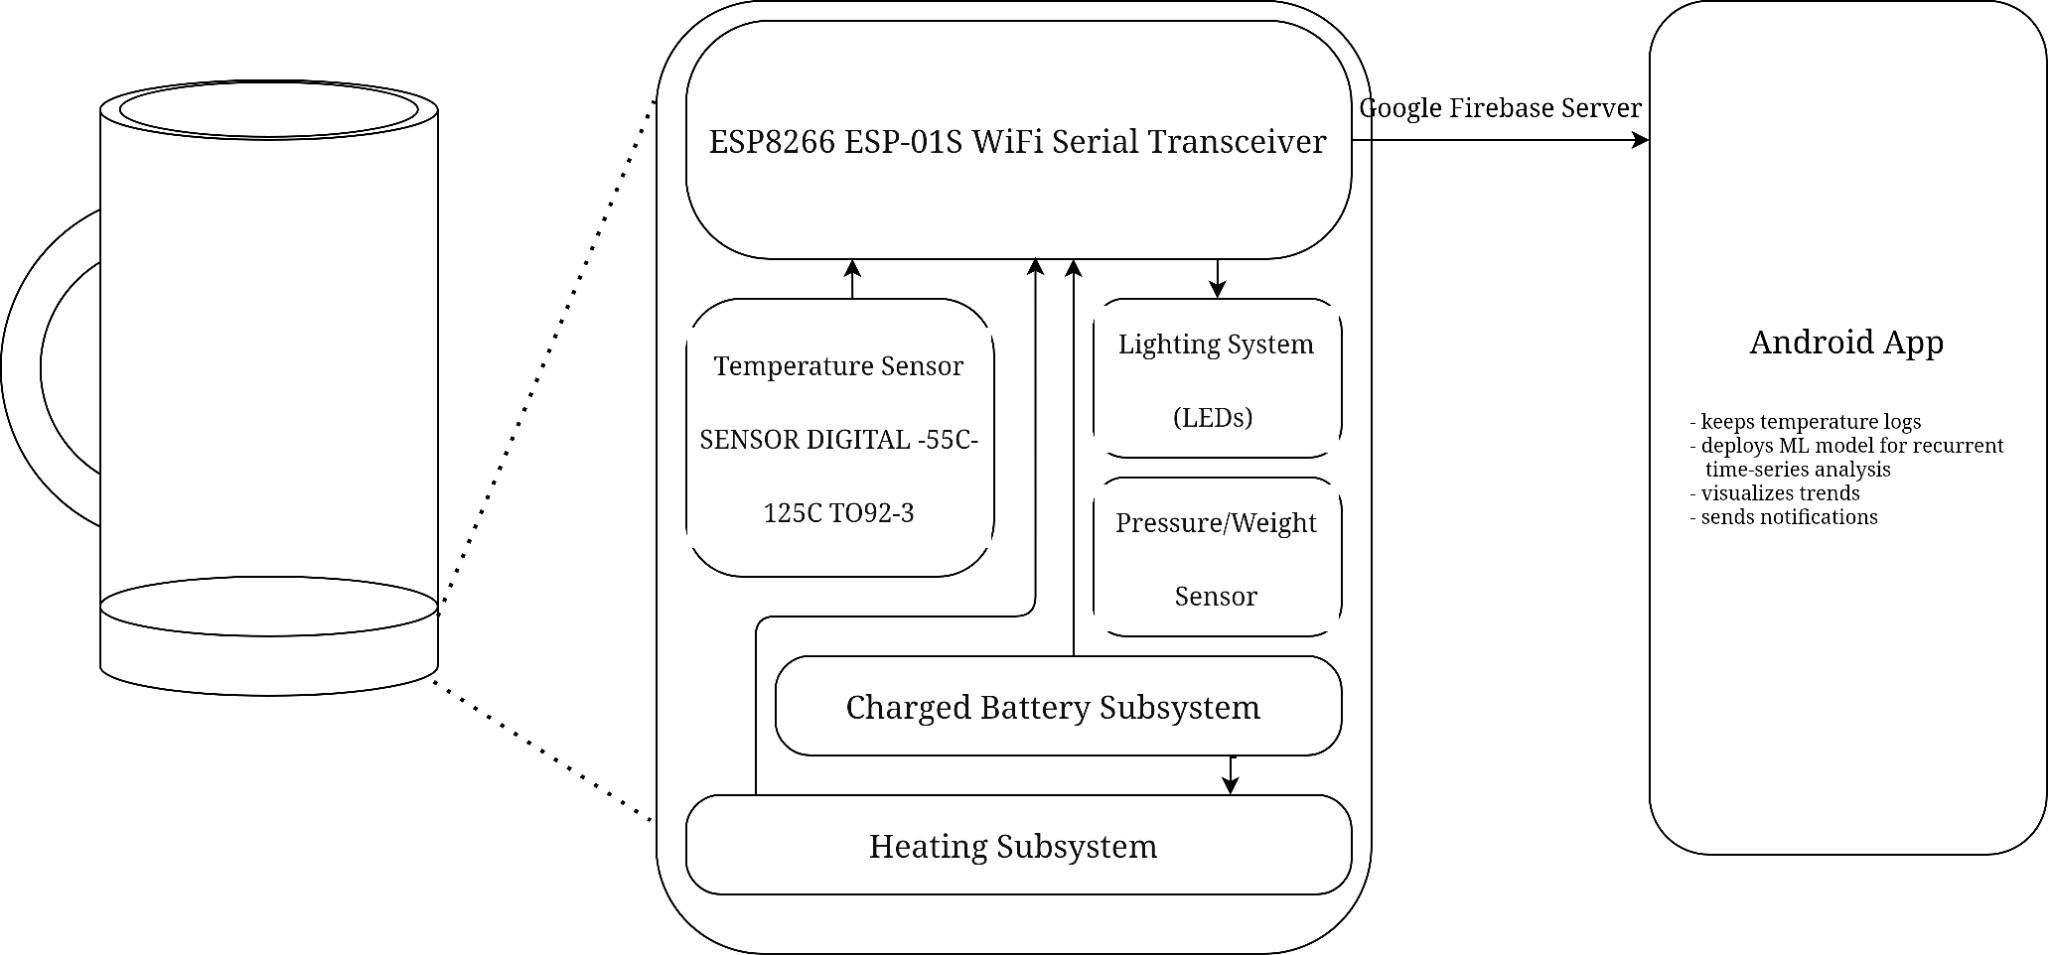 ESP8266 ESP-01S WiFi Serial Transceiver
Google Firebase Server
Temperature Sensor
SENSOR DIGITAL -55C-
125C TO92-3
Lighting System
(LEDs)
Pressure/Weight
Sensor
Charged Battery Subsystem
Heating Subsystem
Android App
- keeps temperature logs
- deploys ML model for recurrent
time-series analysis
- visualizes trends
- sends notifications